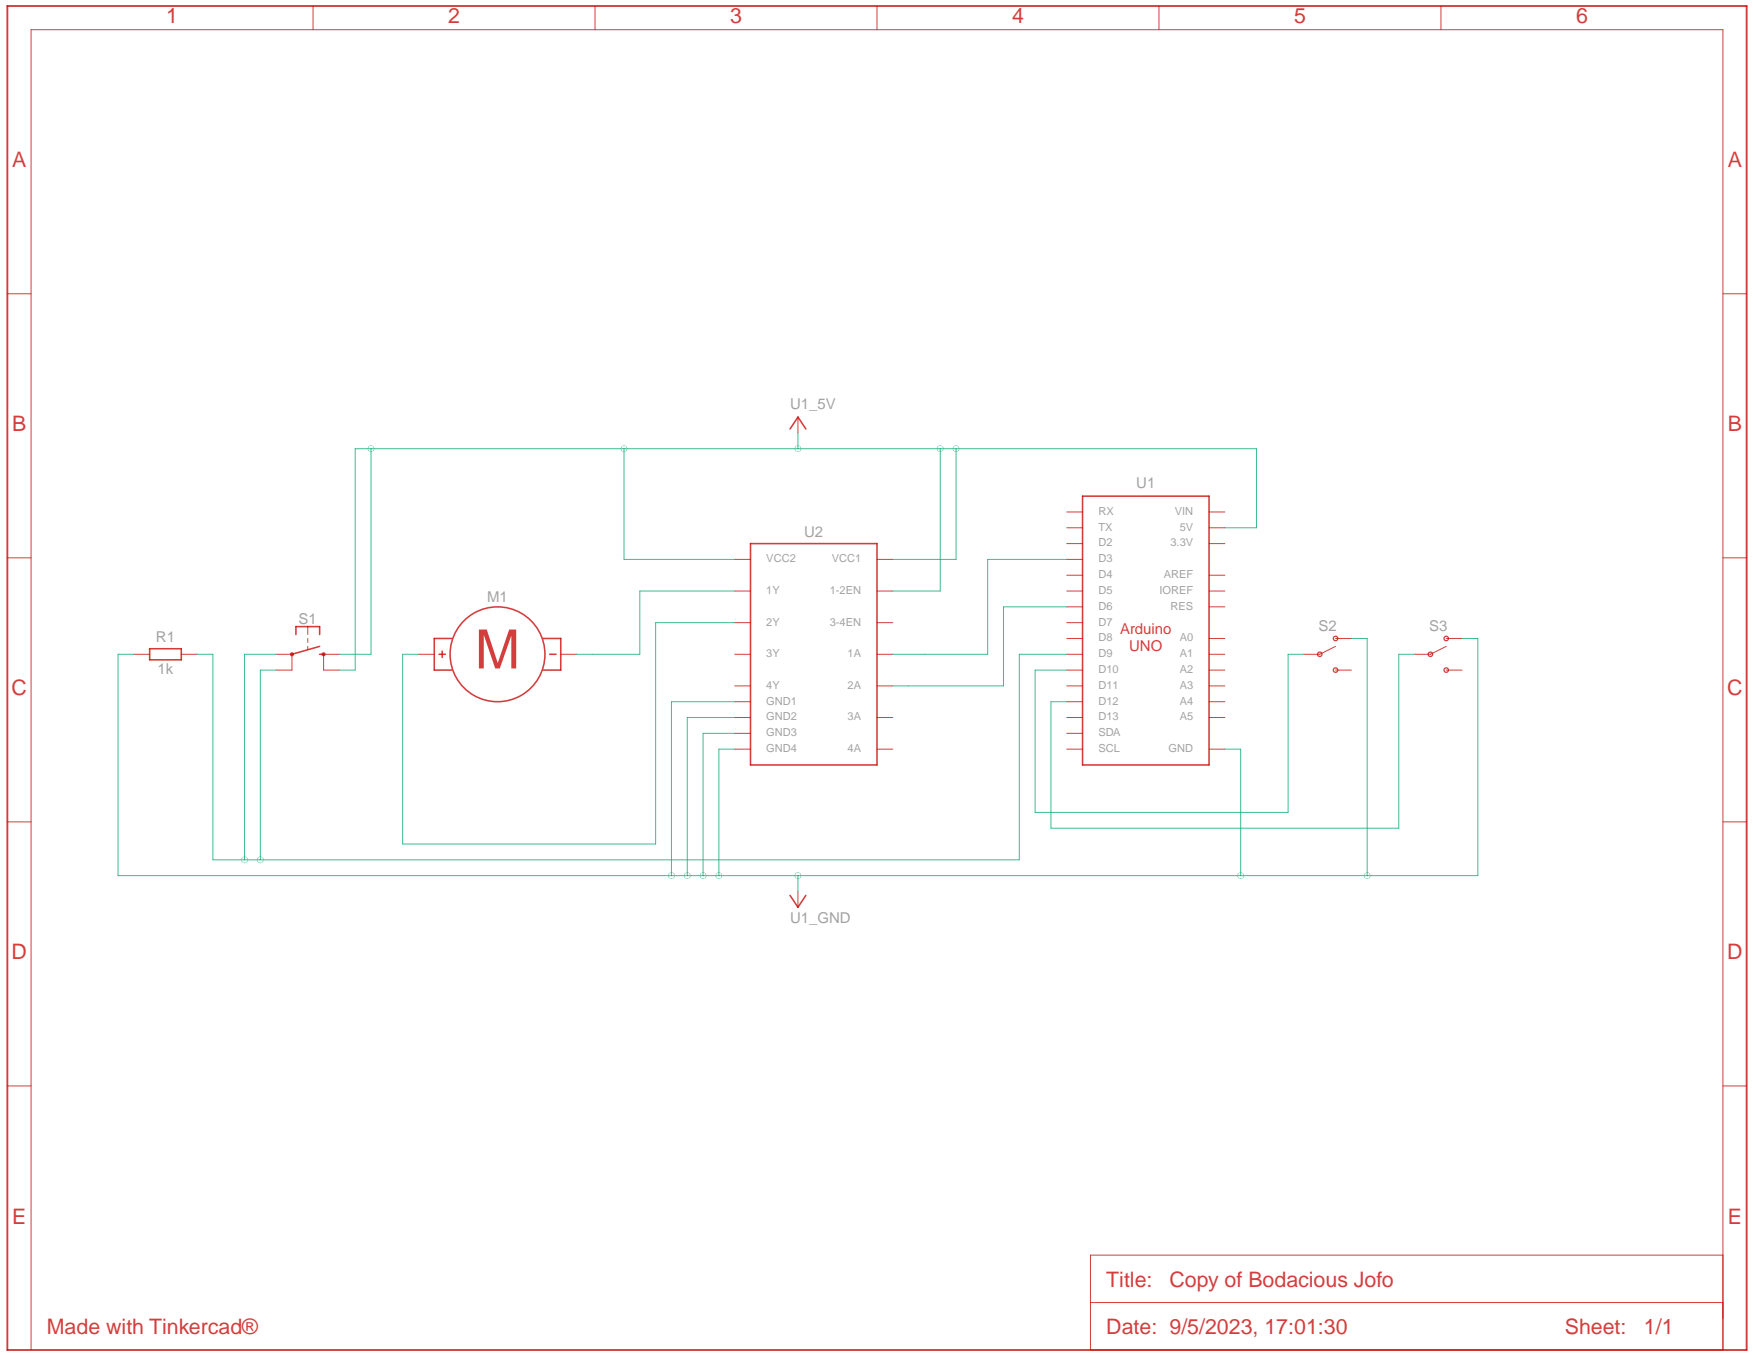 1 2 3 4 5 6
A A
B B
C C
D D
E E
U1_5V
U1
U2
RX VIN
TX 5V
D2 3.3V
D3
D4 AREF
D5 IOREF
D6 RES
D7
D8 A0
D9 A1
D10 A2
D11 A3
D12 A4
D13 A5
SDA
SCL GND
Arduino
UNO
VCC2 VCC1
1Y 1-2EN
2Y 3-4EN
3Y 1A
4Y 2A
GND1
GND2 3A
GND3
GND4 4A
M1
+ M -
S1
R1
1k
S2
S3
U1_GND
Title: Copy of Bodacious Jofo
Date: 9/5/2023, 17:01:30 Sheet: 1/1
Made with Tinkercad®